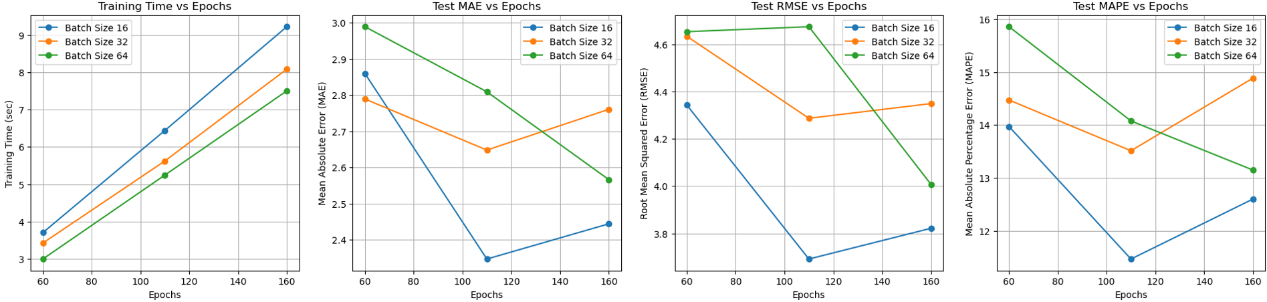 Training Time vs Epochs
Batch Size 16
Batch Size 32
Batch Size 64
9
8
7
6
5
4
3
Training Time (sec)
60 80 100 120 140 160
Epochs
Test MAE vs Epochs
Batch Size 16
Batch Size 32
Batch Size 64
3.0
2.9
2.8
2.7
2.6
2.5
2.4
Mean Absolute Error (MAE)
60 80 100 120 140 160
Epochs
Test RMSE vs Epochs
Batch Size 16
Batch Size 32
Batch Size 64
4.6
4.4
4.2
4.0
3.8
Root Mean Squared Error (RMSE)
60 80 100 120 140 160
Epochs
Test MAPE vs Epochs
Batch Size 16
Batch Size 32
Batch Size 64
16
15
14
13
12
Mean Absolute Percentage Error (MAPE)
60 80 100 120 140 160
Epochs